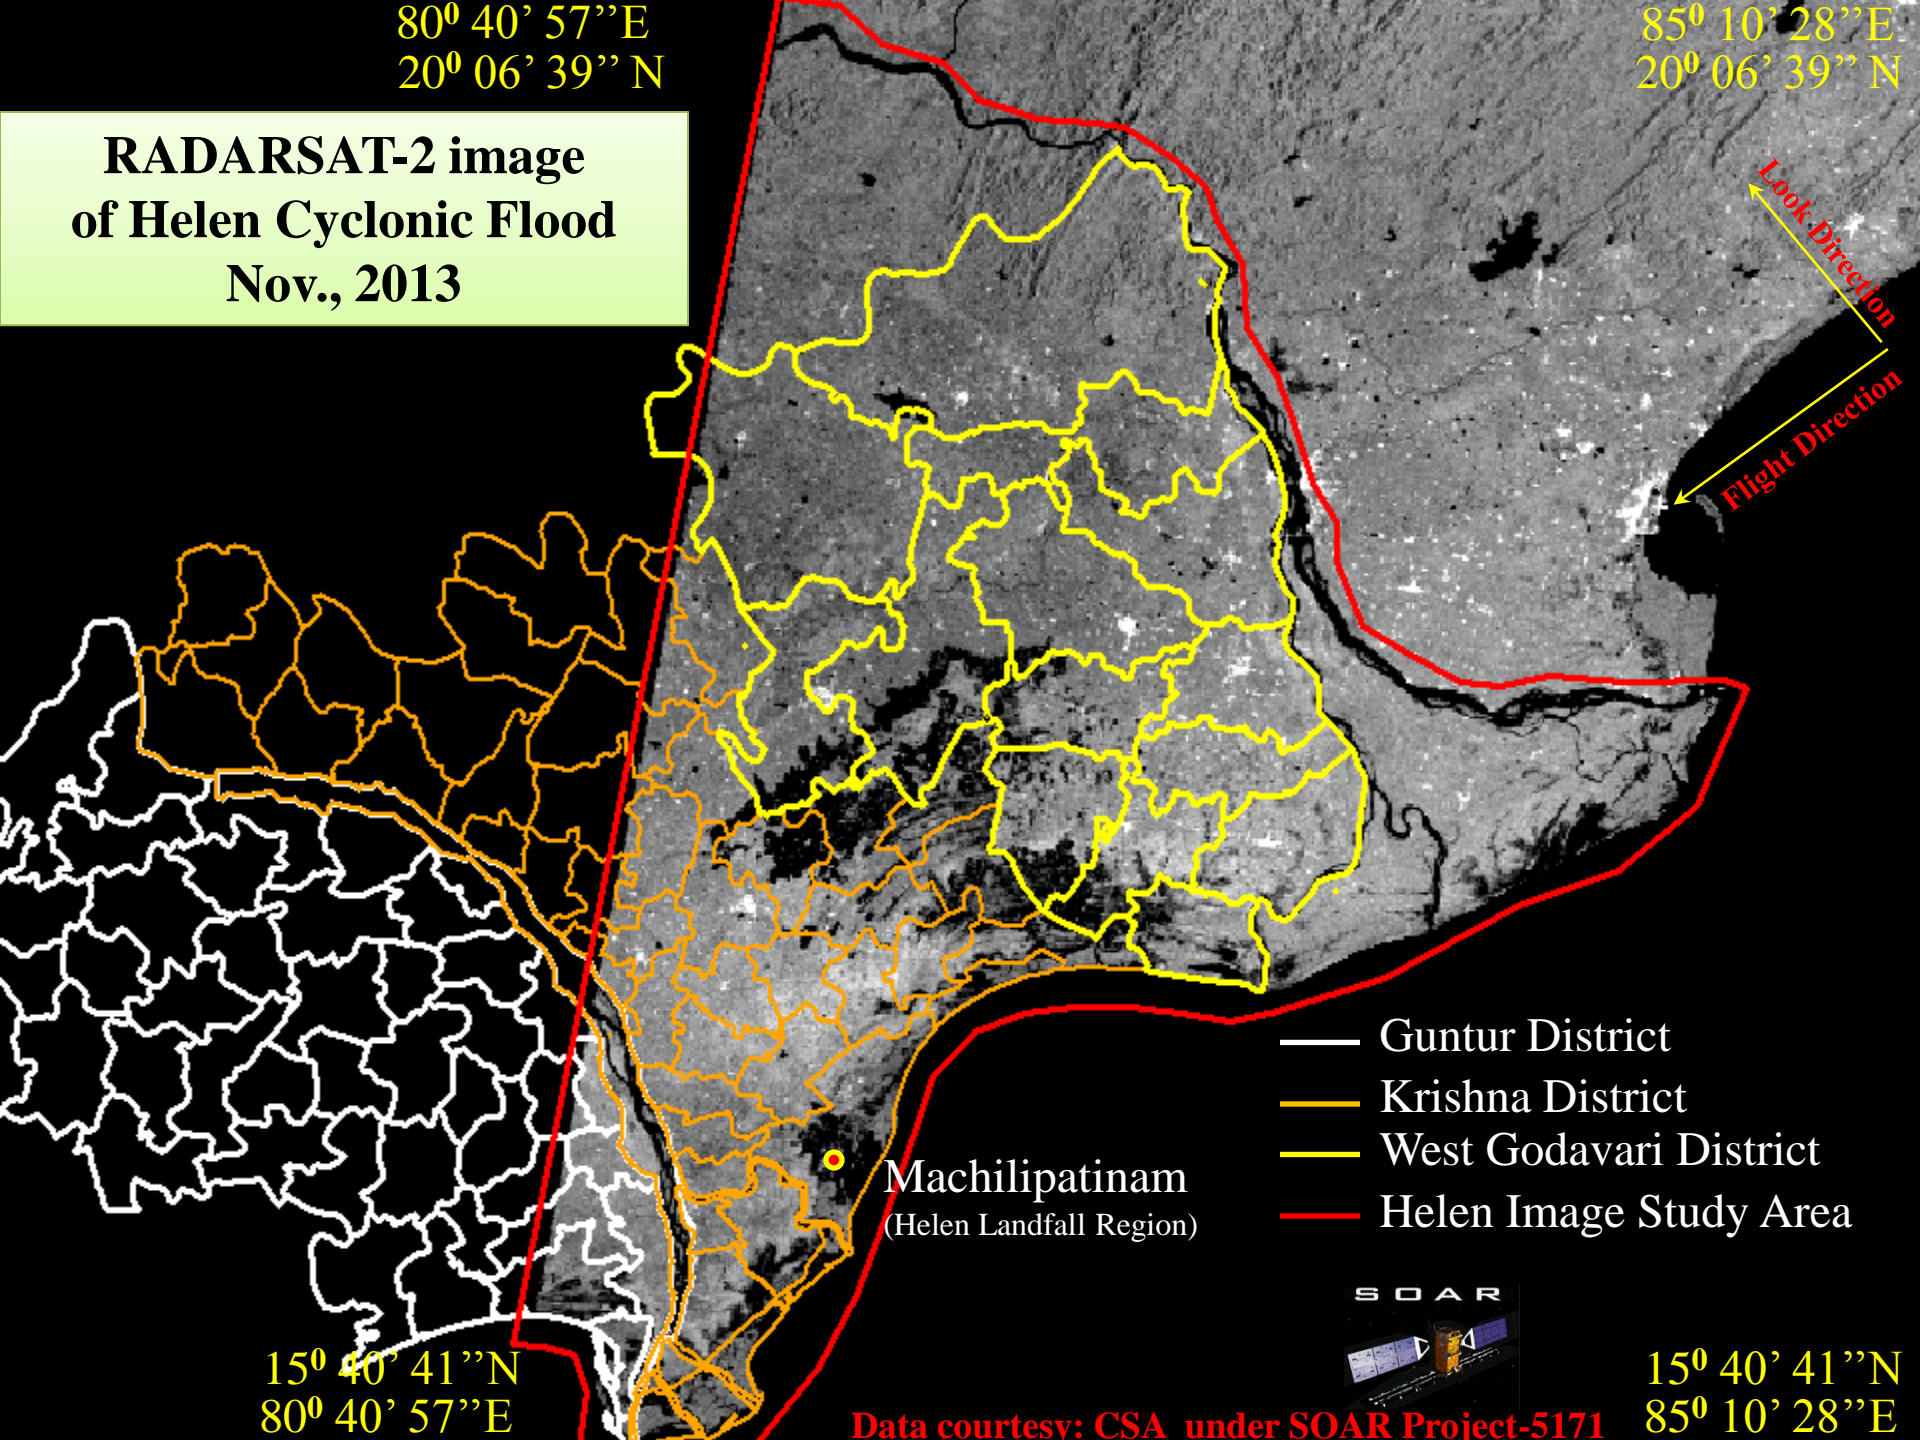 80⁰ 40’ 57’’E
20⁰ 06’ 39’’ N
85⁰ 10’ 28’’E
20⁰ 06’ 39’’ N
RADARSAT-2 image
of Helen Cyclonic Flood
Nov., 2013
Look Direction
Flight Direction
Guntur District
Krishna District
West Godavari District
Helen Image Study Area
Machilipatinam
(Helen Landfall Region)
SOAR
15⁰ 40’ 41’’N
80⁰ 40’ 57’’E
15⁰ 40’ 41’’N
85⁰ 10’ 28’’E
Data courtesy: CSA under SOAR Project-5171